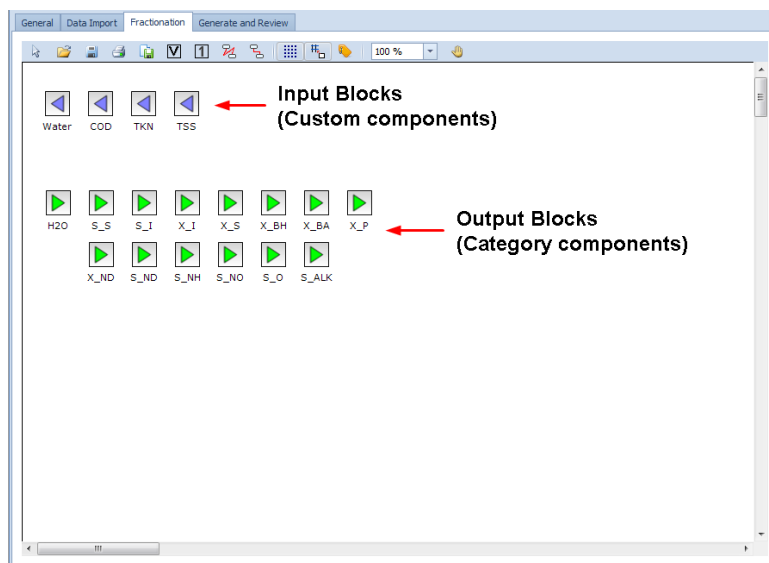 General Data Import Fractionation Generate and Review
V 1 100 %
Input Blocks
(Custom components)
Water COD TKN TSS
Output Blocks
(Category components)
H2O S_S S_I X_I X_S X_BH X_BA X_P
X_ND S_ND S_NH S_NO S_O S_ALK